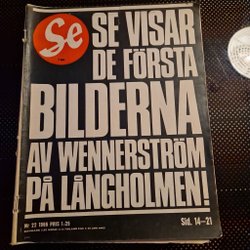 Se
SE VISAR
DE FÖRSTA
BILDERNA
AV WENNERSTRÖM
PÅ LÅNGHOLMEN!
Nr 22 1966 PRIS 1:25
Sid. 14-21